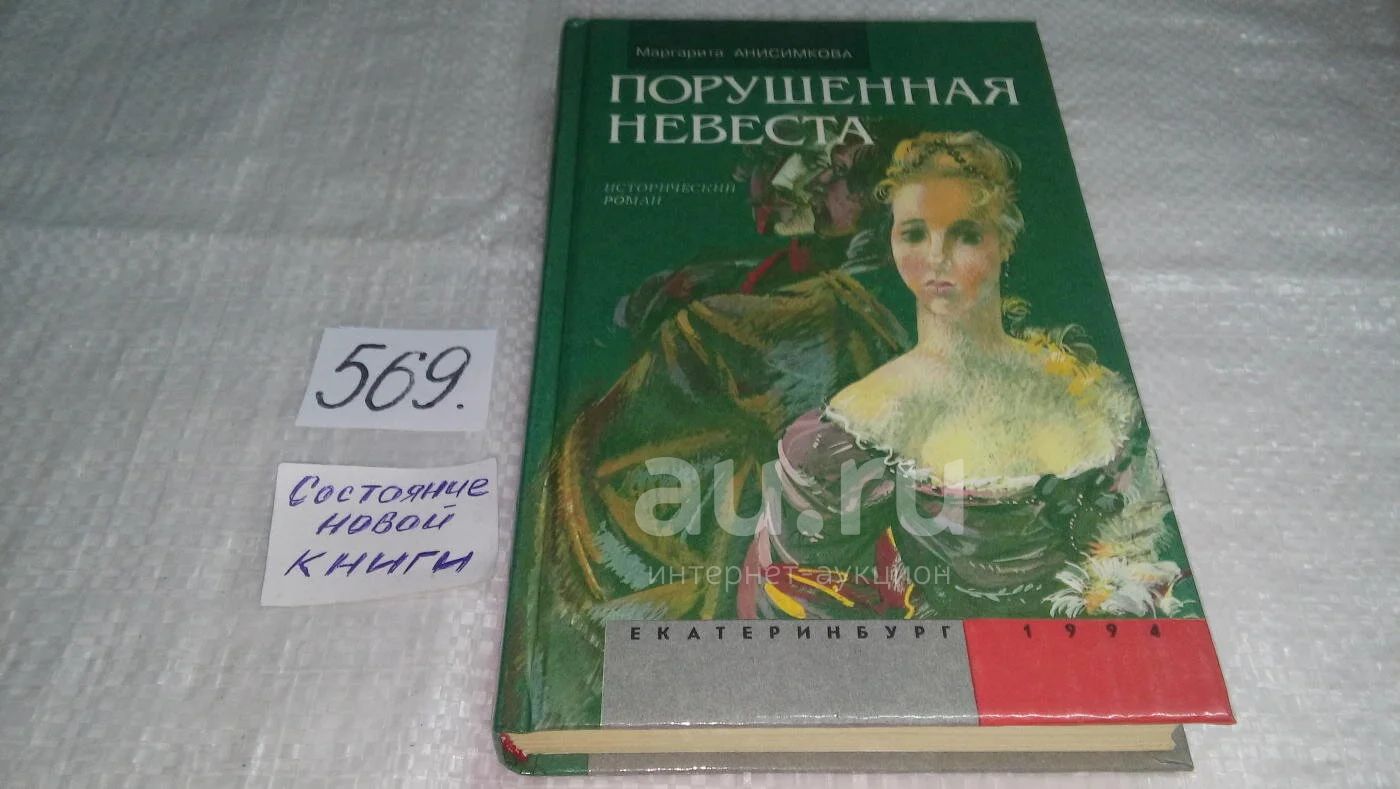 Маргарита АНИСИМКОВА
ПОРУШЕННАЯ
НЕВЕСТА
ИСТОРИЧЕСКИЙ
РОМАН
569.
Состояние
новой
книги
au.ru
интернет-аукцион
ЕКАТЕРИНБУРГ 1994